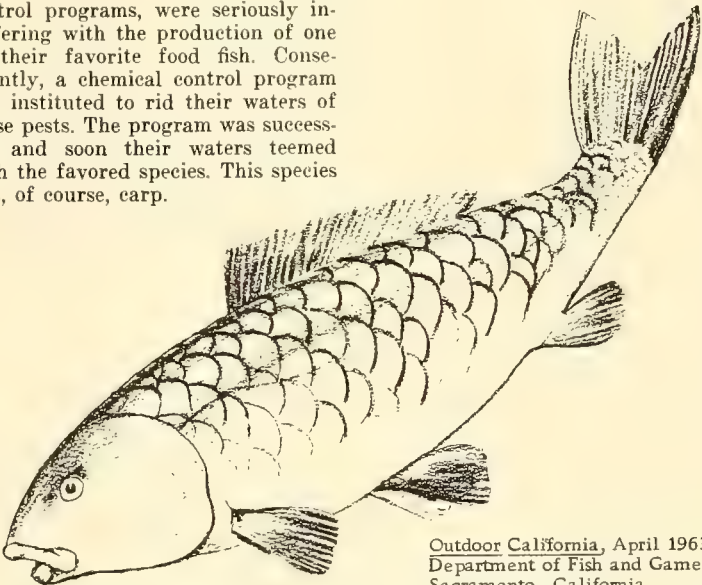 trol programs, were seriously in-
fering with the production of one
their favorite food fish. Conse-
ntly, a chemical control program
instituted to rid their waters of
se pests. The program was success-
and soon their waters teemed
h the favored species. This species
, of course, carp.
Outdoor California, April 1961
Department of Fish and Game
Sacramento, California